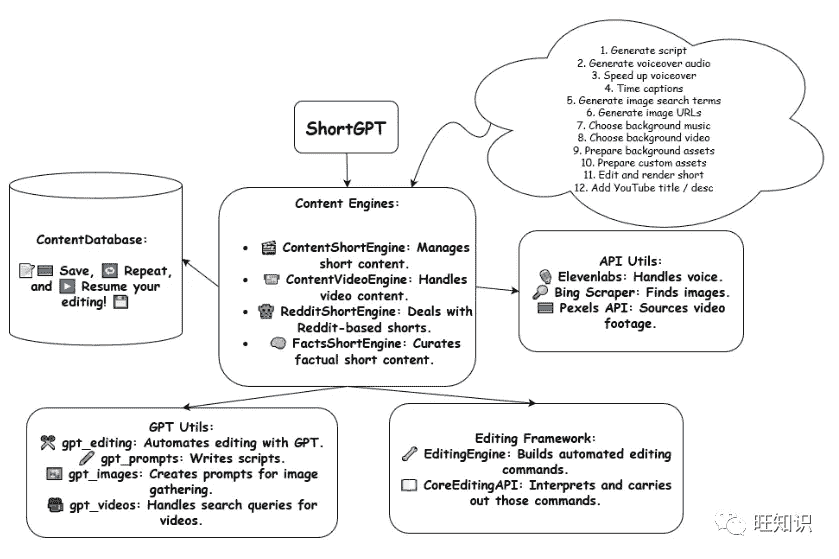 1. Generate script
2. Generate voiceover audio
3. Speed up voiceover
4. Time captions
5. Generate image search terms
6. Generate image URLs
7. Choose background music
8. Choose background video
9. Prepare background assets
10. Prepare custom assets
11. Edit and render short
12. Add YouTube title / desc
ShortGPT
Content Engines:
• ContentShortEngine: Manages
short content.
• ContentVideoEngine: Handles
video content.
• RedditShortEngine: Deals with
Reddit-based shorts.
• FactsShortEngine: Curates
factual short content.
ContentDatabase:
Save, Repeat,
and Resume your
editing!
API Utils:
Elevenlabs: Handles voice.
Bing Scraper: Finds images.
Pexels API: Sources video
footage.
GPT Utils:
gpt_editing: Automates editing with GPT.
gpt_prompts: Writes scripts.
gpt_images: Creates prompts for image
gathering.
gpt_videos: Handles search queries for
videos.
Editing Framework:
EditingEngine: Builds automated editing
commands.
CoreEditingAPI: Interprets and carries
out those commands.
旺知识